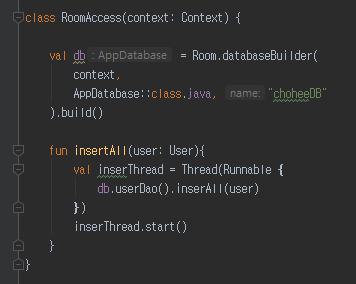 class RoomAccess(context: Context) {
val db : AppDatabase = Room.databaseBuilder(
context,
AppDatabase::class.java, name: "choheeDB"
).build()
fun insertAll(user: User){
val inserThread = Thread(Runnable {
db.userDao().inserAll(user)
})
inserThread.start()
}
}